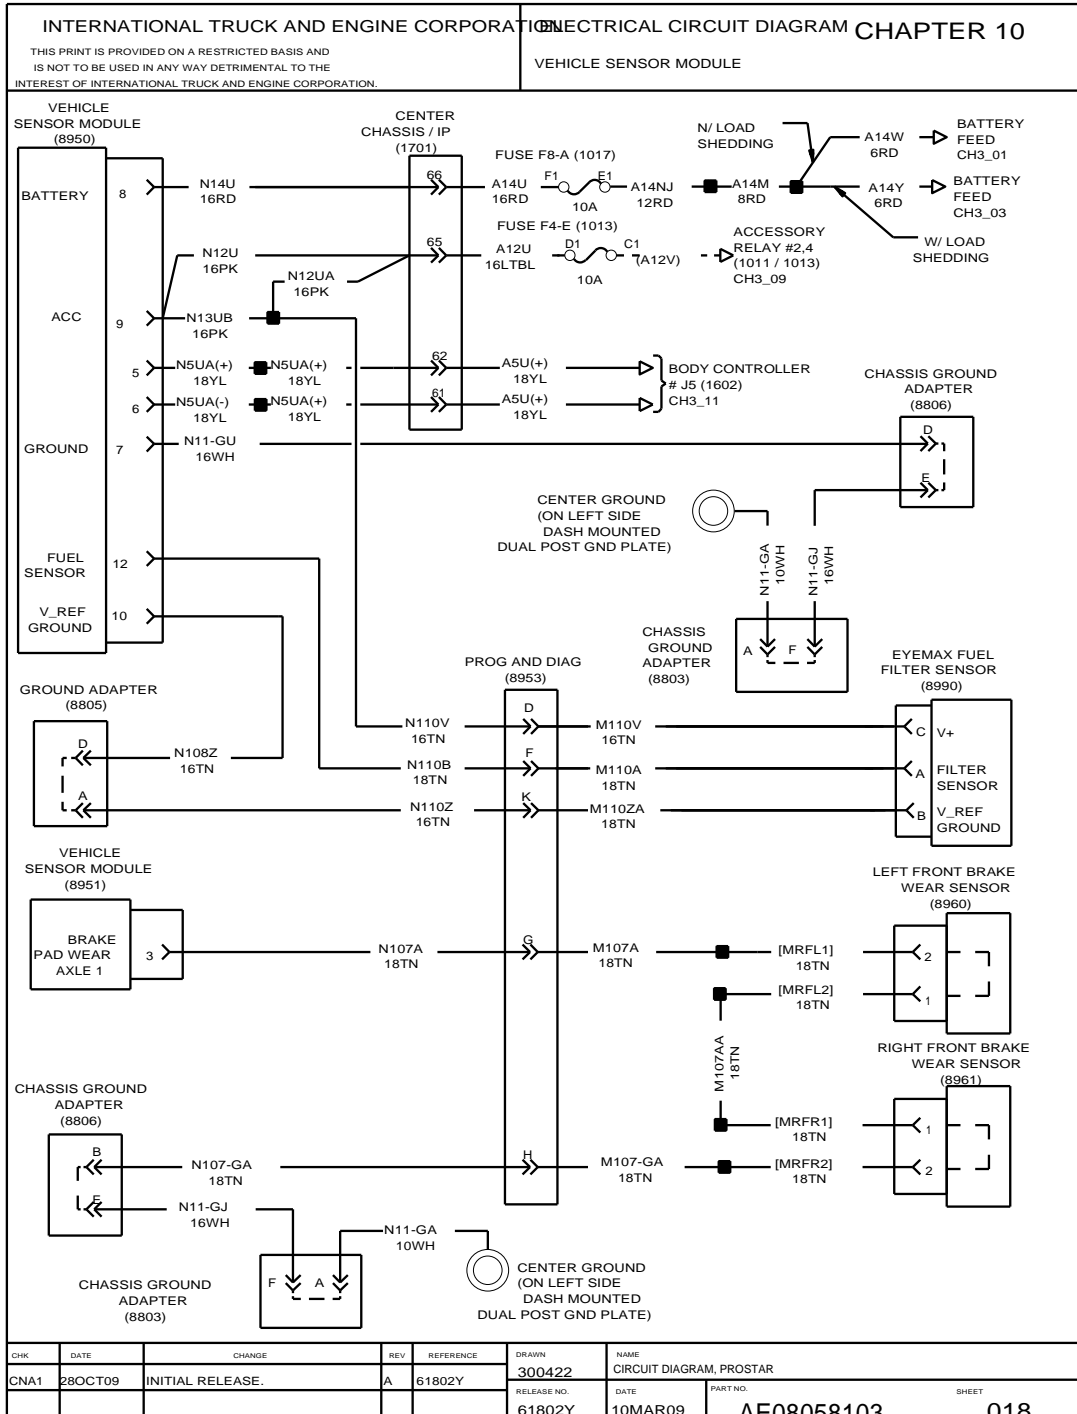 INTERNATIONAL TRUCK AND ENGINE CORPORATION
ELECTRICAL CIRCUIT DIAGRAM CHAPTER 10
THIS PRINT IS PROVIDED ON A RESTRICTED BASIS AND
IS NOT TO BE USED IN ANY WAY DETRIMENTAL TO THE
INTEREST OF INTERNATIONAL TRUCK AND ENGINE CORPORATION.
VEHICLE SENSOR MODULE
VEHICLE
SENSOR MODULE
(8950)
BATTERY
8
N14U
16RD
CENTER
CHASSIS / IP
(1701)
66
A14U
16RD
FUSE F8-A (1017)
F1
E1
10A
A14NJ
12RD
A14M
8RD
N/ LOAD
SHEDDING
A14W
6RD
BATTERY
FEED
CH3_01
A14Y
6RD
BATTERY
FEED
CH3_03
W/ LOAD
SHEDDING
N12U
16PK
N12UA
16PK
65
A12U
16LTBL
FUSE F4-E (1013)
D1
C1
10A
(A12V)
ACCESSORY
RELAY #2,4
(1011 / 1013)
CH3_09
ACC
9
N13UB
16PK
5
N5UA(+)
18YL
N5UA(+)
18YL
62
A5U(+)
18YL
6
N5UA(-)
18YL
N5UA(+)
18YL
61
A5U(+)
18YL
BODY CONTROLLER
# J5 (1602)
CH3_11
GROUND
7
N11-GU
16WH
CHASSIS GROUND
ADAPTER
(8806)
D
E
CENTER GROUND
(ON LEFT SIDE
DASH MOUNTED
DUAL POST GND PLATE)
N11-GA
10WH
N11-GJ
16WH
FUEL
SENSOR
12
V_REF
GROUND
10
CHASSIS
GROUND
ADAPTER
(8803)
A
F
GROUND ADAPTER
(8805)
D
A
N108Z
16TN
PROG AND DIAG
(8953)
N110V
16TN
D
M110V
16TN
N110B
18TN
F
M110A
18TN
N110Z
16TN
K
M110ZA
18TN
EYEMAX FUEL
FILTER SENSOR
(8990)
C
V+
A
FILTER
SENSOR
B
V_REF
GROUND
VEHICLE
SENSOR MODULE
(8951)
BRAKE
PAD WEAR
AXLE 1
3
N107A
18TN
G
M107A
18TN
[MRFL1]
18TN
[MRFL2]
18TN
LEFT FRONT BRAKE
WEAR SENSOR
(8960)
2
1
M107AA
18TN
RIGHT FRONT BRAKE
WEAR SENSOR
(8961)
[MRFR1]
18TN
1
[MRFR2]
18TN
2
CHASSIS GROUND
ADAPTER
(8806)
B
E
N107-GA
18TN
H
M107-GA
18TN
N11-GJ
16WH
N11-GA
10WH
CHASSIS GROUND
ADAPTER
(8803)
F
A
CENTER GROUND
(ON LEFT SIDE
DASH MOUNTED
DUAL POST GND PLATE)
CHK DATE CHANGE REV REFERENCE
CNA1 28OCT09 INITIAL RELEASE. A 61802Y
DRAWN
300422
NAME
CIRCUIT DIAGRAM, PROSTAR
RELEASE NO.
61802Y
DATE
10MAR09
PART NO.
AE08058103
SHEET
018